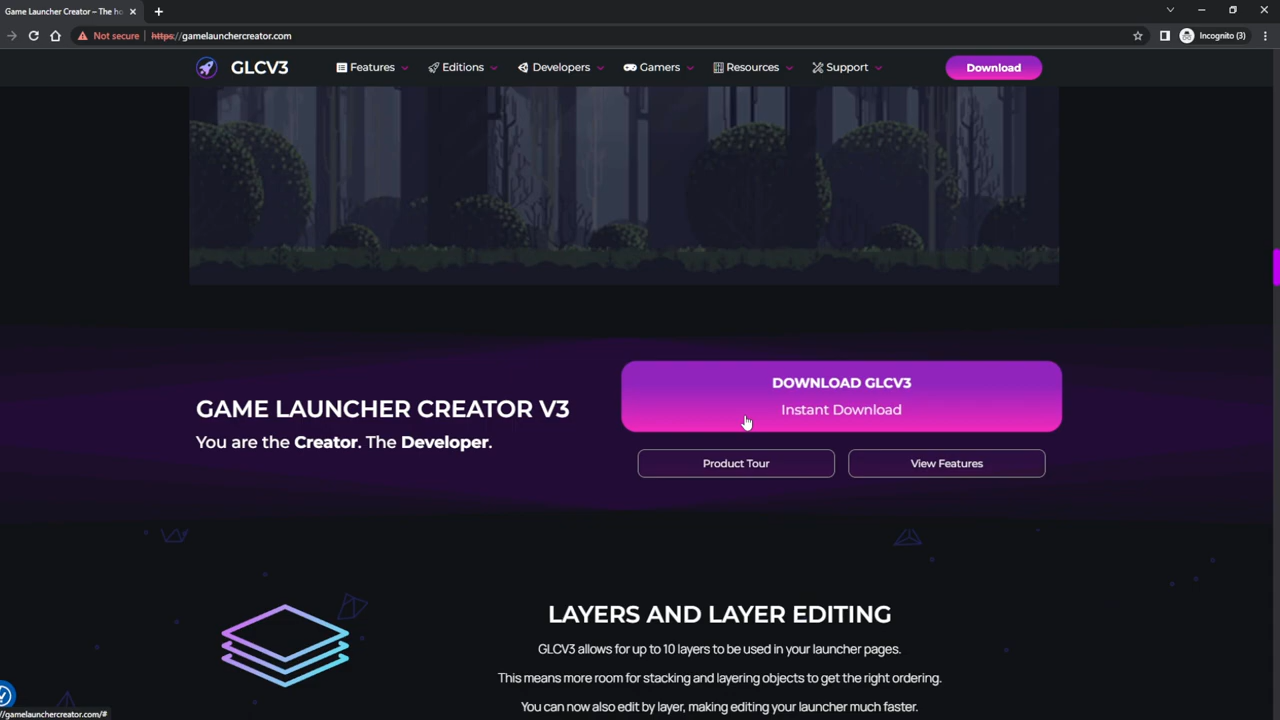 Game Launcher Creator – The ho
Not secure https://gamelaunchercreator.com Incognito (3)
GLCV3 Features Editions Developers Gamers Resources Support Download
DOWNLOAD GLCV3
Instant Download
GAME LAUNCHER CREATOR V3
You are the Creator. The Developer.
Product Tour View Features
LAYERS AND LAYER EDITING
GLCV3 allows for up to 10 layers to be used in your launcher pages.
This means more room for stacking and layering objects to get the right ordering.
You can now also edit by layer, making editing your launcher much faster.
//gamelaunchercreator.com/#